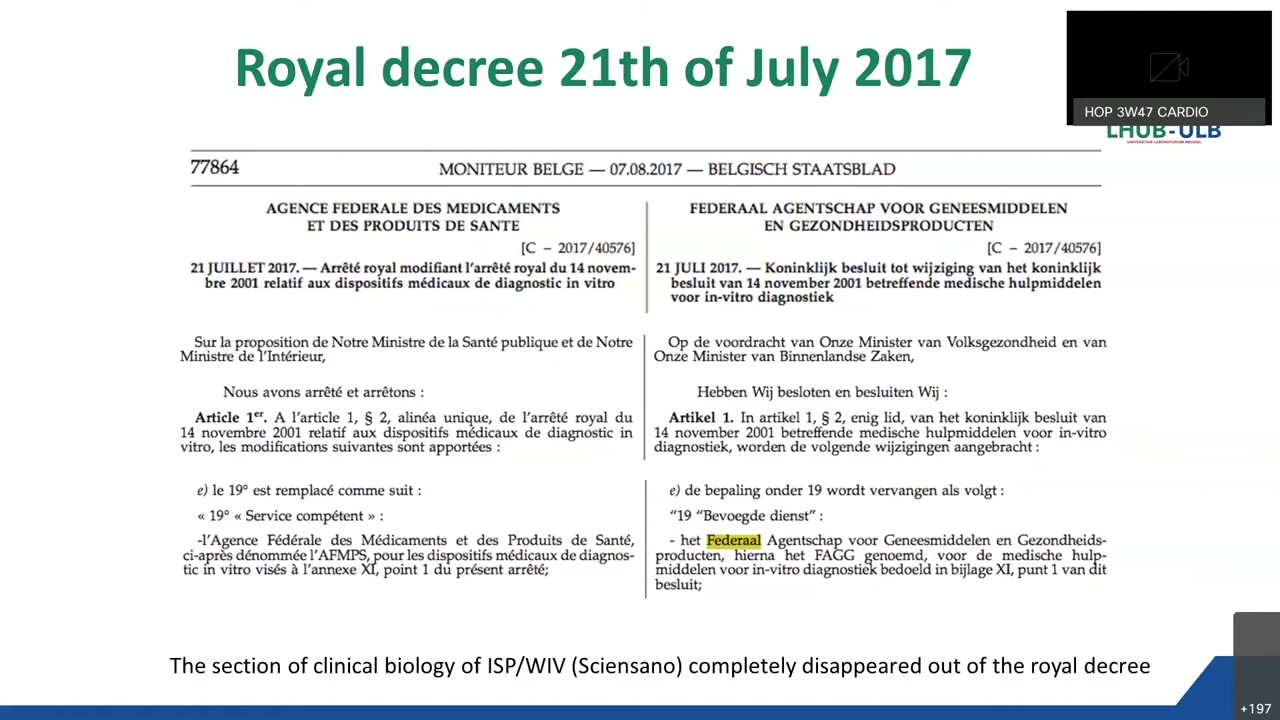 Royal decree 21th of July 2017
HOP 3W47 CARDIO
LHUB-ULB
UNIVERSITAIR LABORATORIUM BRUSSEL
77864
MONITEUR BELGE — 07.08.2017 — BELGISCH STAATSBLAD
AGENCE FEDERALE DES MEDICAMENTS
ET DES PRODUITS DE SANTE
[C – 2017/40576]
21 JUILLET 2017. — Arrêté royal modifiant l'arrêté royal du 14 novem-
bre 2001 relatif aux dispositifs médicaux de diagnostic in vitro
Sur la proposition de Notre Ministre de la Santé publique et de Notre
Ministre de l'Intérieur,
Nous avons arrêté et arrêtons :
Article 1er. A l'article 1, § 2, alinéa unique, de l'arrêté royal du
14 novembre 2001 relatif aux dispositifs médicaux de diagnostic in
vitro, les modifications suivantes sont apportées :
e) le 19° est remplacé comme suit :
« 19° « Service compétent » :
-l'Agence Fédérale des Médicaments et des Produits de Santé,
ci-après dénommée l'AFMPS, pour les dispositifs médicaux de diagnos-
tic in vitro visés à l'annexe XI, point 1 du présent arrêté;
FEDERAAL AGENTSCHAP VOOR GENEESMIDDELEN
EN GEZONDHEIDSPRODUCTEN
[C – 2017/40576]
21 JULI 2017. — Koninklijk besluit tot wijziging van het koninklijk
besluit van 14 november 2001 betreffende medische hulpmiddelen
voor in-vitro diagnostiek
Op de voordracht van Onze Minister van Volksgezondheid en van
Onze Minister van Binnenlandse Zaken,
Hebben Wij besloten en besluiten Wij :
Artikel 1. In artikel 1, § 2, enig lid, van het koninklijk besluit van
14 november 2001 betreffende medische hulpmiddelen voor in-vitro
diagnostiek, worden de volgende wijzigingen aangebracht :
e) de bepaling onder 19 wordt vervangen als volgt :
"19 "Bevoegde dienst" :
- het Federaal Agentschap voor Geneesmiddelen en Gezondheids-
producten, hierna het FAGG genoemd, voor de medische hulp-
middelen voor in-vitro diagnostiek bedoeld in bijlage XI, punt 1 van dit
besluit;
The section of clinical biology of ISP/WIV (Sciensano) completely disappeared out of the royal decree
+197